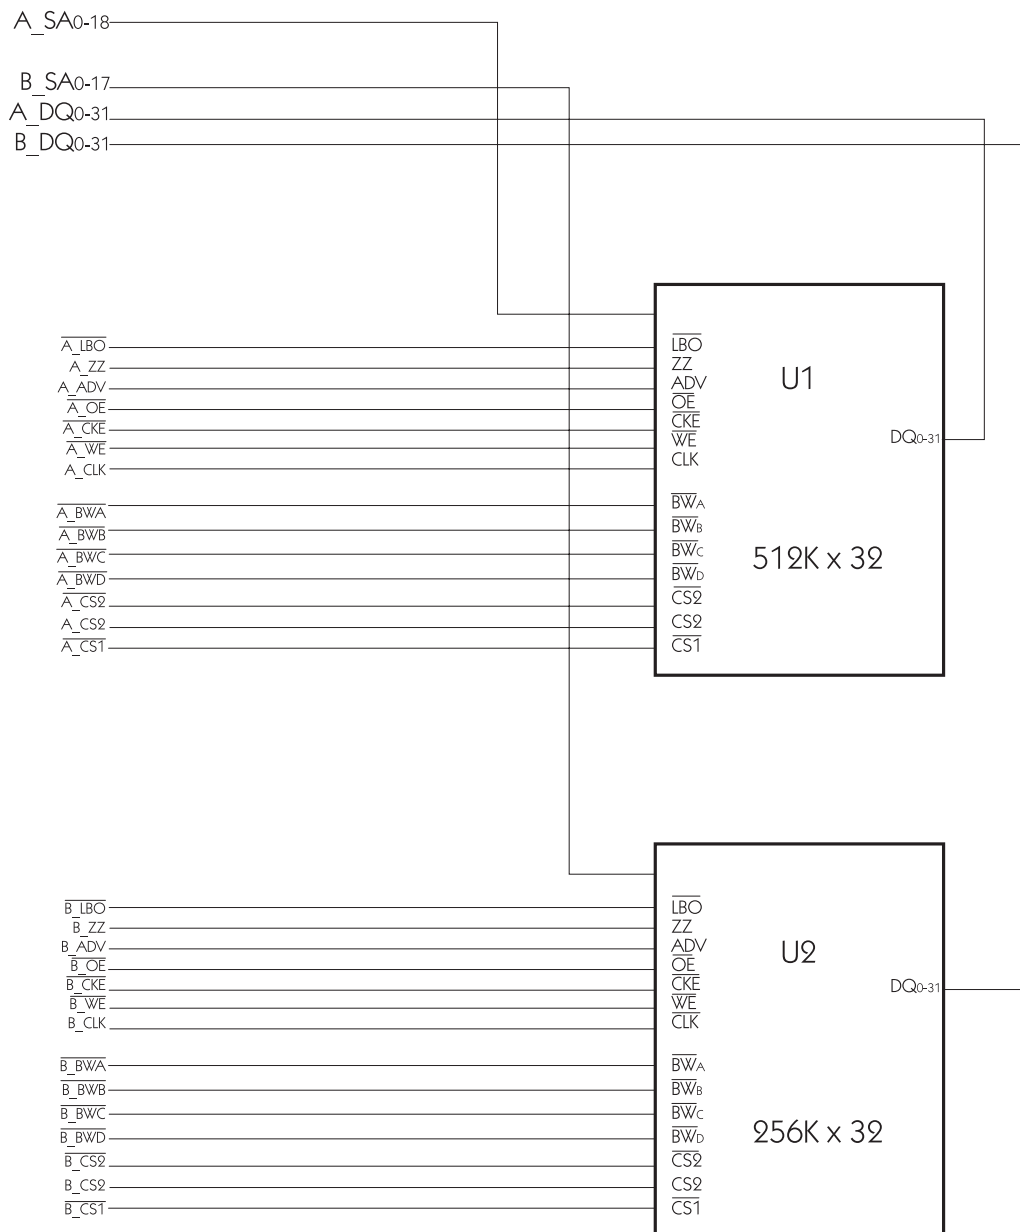 A_SA0-18
B_SA0-17
A_DQ0-31
B_DQ0-31
A_LBO
A_ZZ
A_ADV
A_OE
A_CKE
A_WE
A_CLK
A_BWA
A_BWB
A_BWC
A_BWD
A_CS2
A_CS2
A_CS1
LBO
ZZ
ADV
OE
CKE
WE
CLK
BWA
BWB
BWC
BWD
CS2
CS2
CS1
U1
DQ0-31
512K x 32
B_LBO
B_ZZ
B_ADV
B_OE
B_CKE
B_WE
B_CLK
B_BWA
B_BWB
B_BWC
B_BWD
B_CS2
B_CS2
B_CS1
LBO
ZZ
ADV
OE
CKE
WE
CLK
BWA
BWB
BWC
BWD
CS2
CS2
CS1
U2
DQ0-31
256K x 32